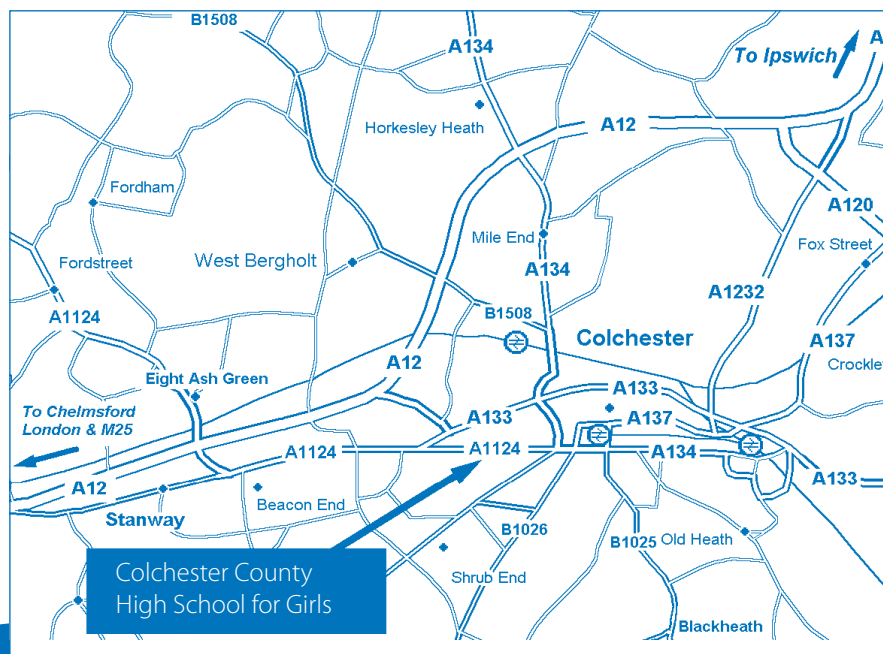 B1508
A134
To Ipswich
A
Horkesley Heath
A12
Fordham
A120
Mile End
Fox Street
West Bergholt
Fordstreet
A134
A1232
A1124
B1508
Colchester
A137
A12
Crockle
Eight Ash Green
A133
To Chelmsford
London & M25
A133
A137
A1124
A1124
A134
A133
A12
Beacon End
Stanway
B1026
B1025
Old Heath
Shrub End
Colchester County
High School for Girls
Blackheath